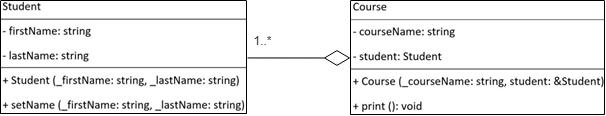 Student
- firstName: string
- lastName: string
+ Student (_firstName: string, _lastName: string)
+ setName (_firstName: string, _lastName: string)
1..*
Course
- courseName: string
- student: Student
+ Course (_courseName: string, student: &Student)
+ print (): void